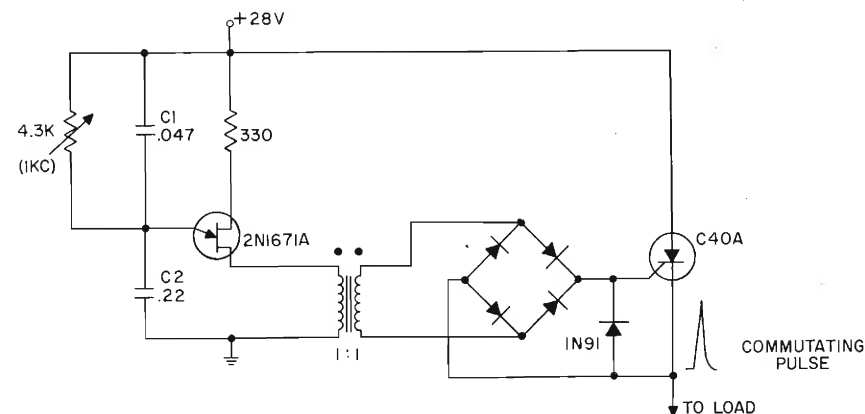 +28V
4.3K
(1KC)
C1
.047
330
2N1671A
C2
.22
1:1
1N91
C40A
COMMUTATING
PULSE
TO LOAD